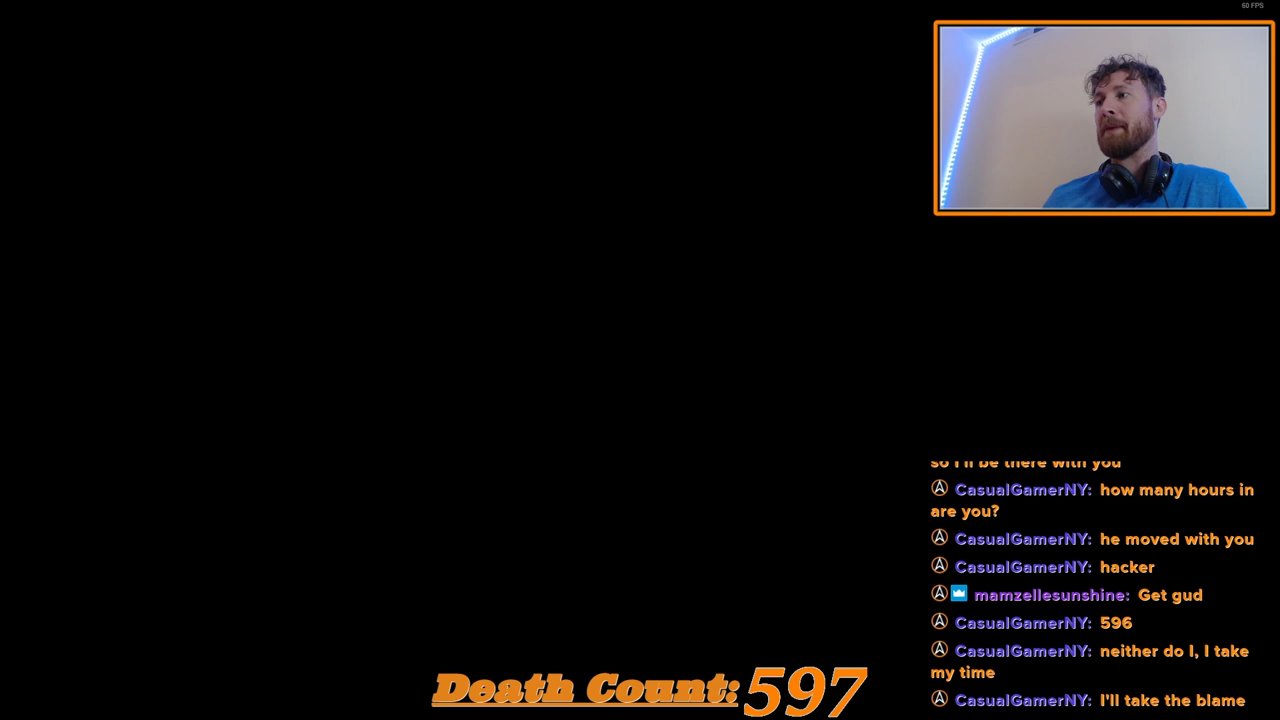 60 FPS
so I'll be there with you
CasualGamerNY: how many hours in
are you?
CasualGamerNY: he moved with you
CasualGamerNY: hacker
mamzellesunshine: Get gud
CasualGamerNY: 596
CasualGamerNY: neither do I, I take
my time
CasualGamerNY: I'll take the blame
Death Count: 597